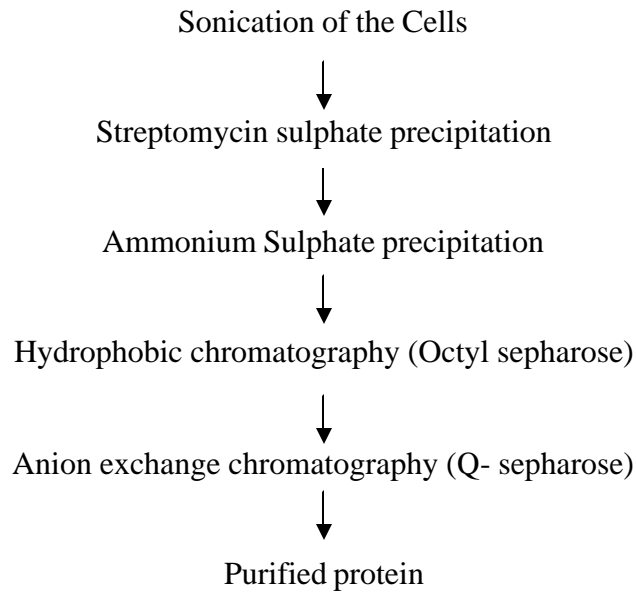 Sonication of the Cells
Streptomycin sulphate precipitation
Ammonium Sulphate precipitation
Hydrophobic chromatography (Octyl sepharose)
Anion exchange chromatography (Q- sepharose)
Purified protein